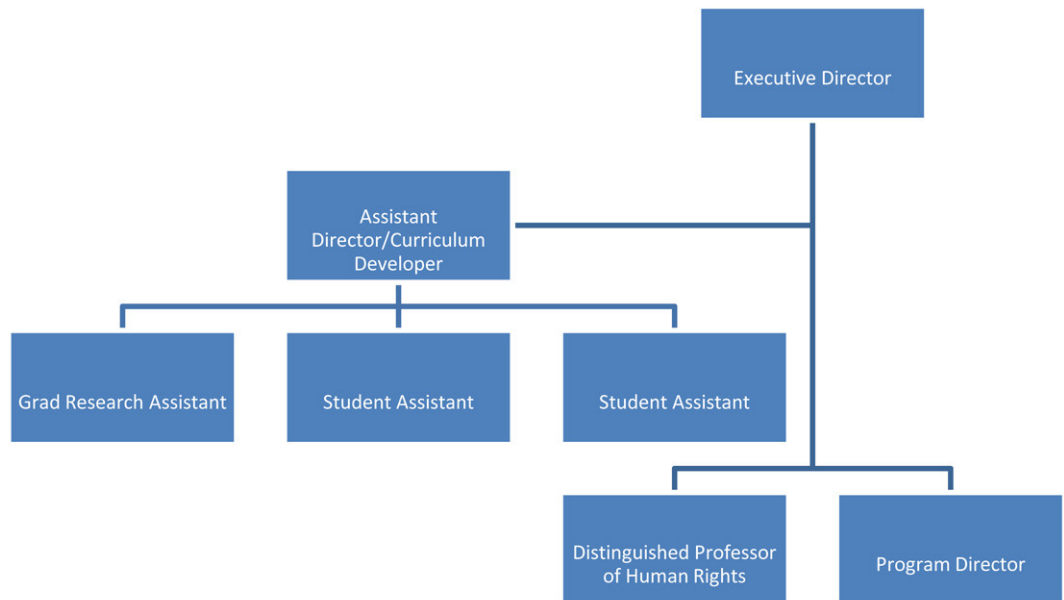 Executive Director
Assistant
Director/Curriculum
Developer
Grad Research Assistant
Student Assistant
Student Assistant
Distinguished Professor
of Human Rights
Program Director